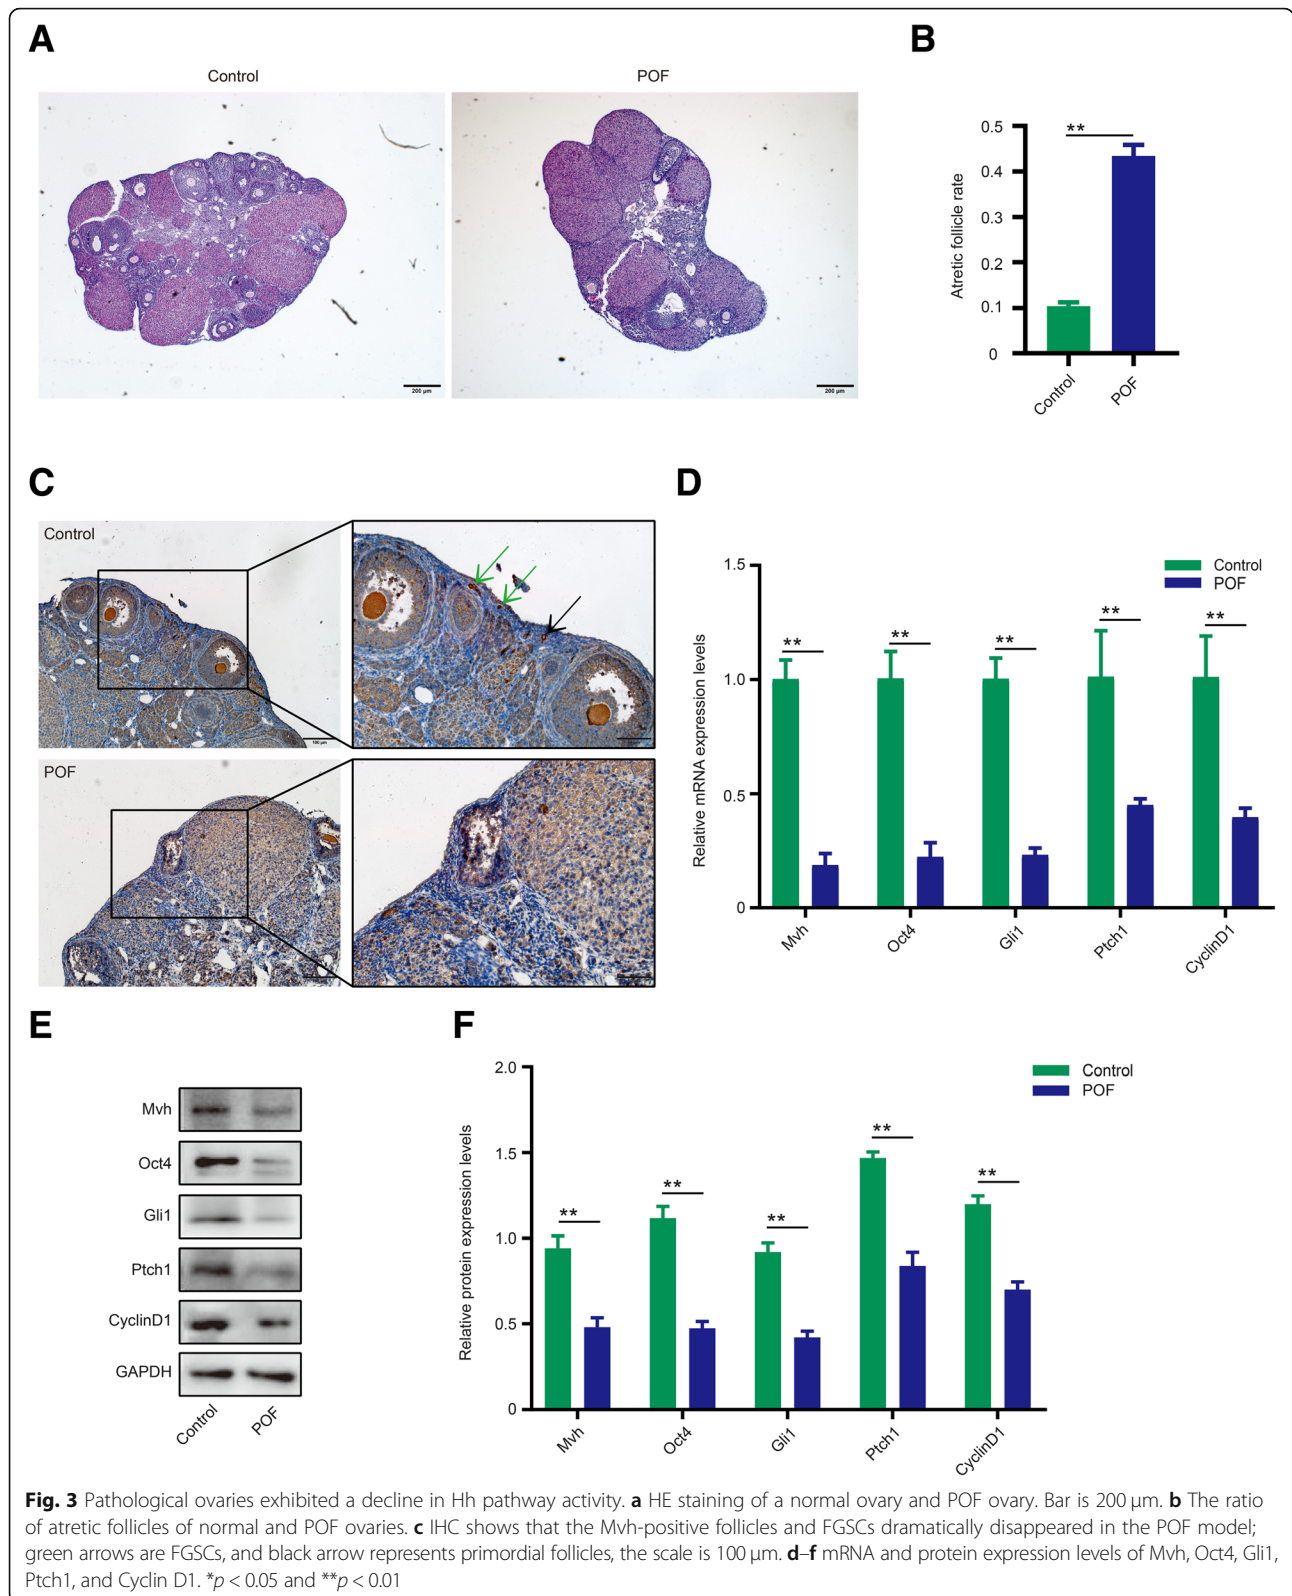 A
Control
POF
200 µm
200 µm
B
Atretic follicle rate
0.5
0.4
0.3
0.2
0.1
0
**
Control
POF
C
Control
100 µm
POF
D
Relative mRNA expression levels
1.5
1.0
0.5
0
Control
POF
**
**
**
**
**
Mvh
Oct4
Gli1
Ptch1
CyclinD1
E
Mvh
Oct4
Gli1
Ptch1
CyclinD1
GAPDH
Control
POF
F
Relative protein expression levels
2.0
1.5
1.0
0.5
0
Control
POF
**
**
**
**
**
Mvh
Oct4
Gli1
Ptch1
CyclinD1
Fig. 3 Pathological ovaries exhibited a decline in Hh pathway activity. a HE staining of a normal ovary and POF ovary. Bar is 200 µm. b The ratio
of atretic follicles of normal and POF ovaries. c IHC shows that the Mvh-positive follicles and FGSCs dramatically disappeared in the POF model;
green arrows are FGSCs, and black arrow represents primordial follicles, the scale is 100 µm. d–f mRNA and protein expression levels of Mvh, Oct4, Gli1,
Ptch1, and Cyclin D1. *p < 0.05 and **p < 0.01